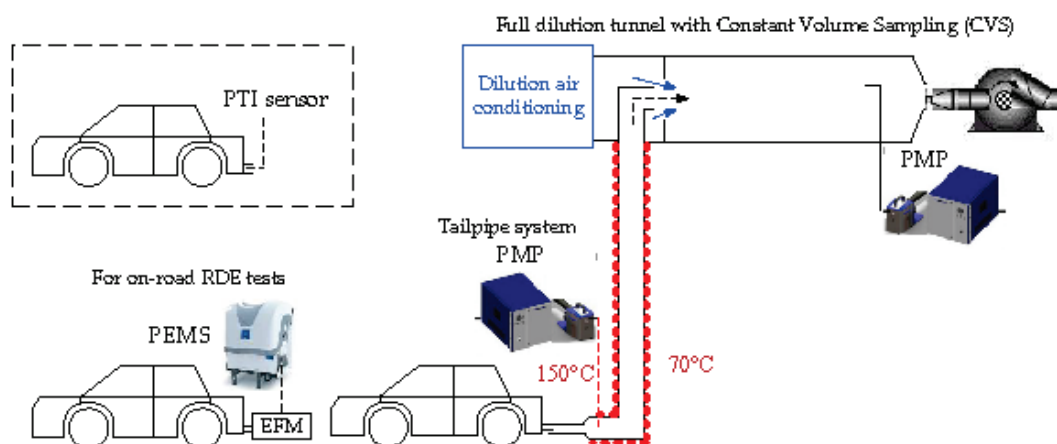 Full dilution tunnel with Constant Volume Sampling (CVS)
PTI sensor
Dilution air
conditioning
PMP
Tailpipe system
PMP
For on-road RDE tests
PEMS
150°C
70°C
EFM